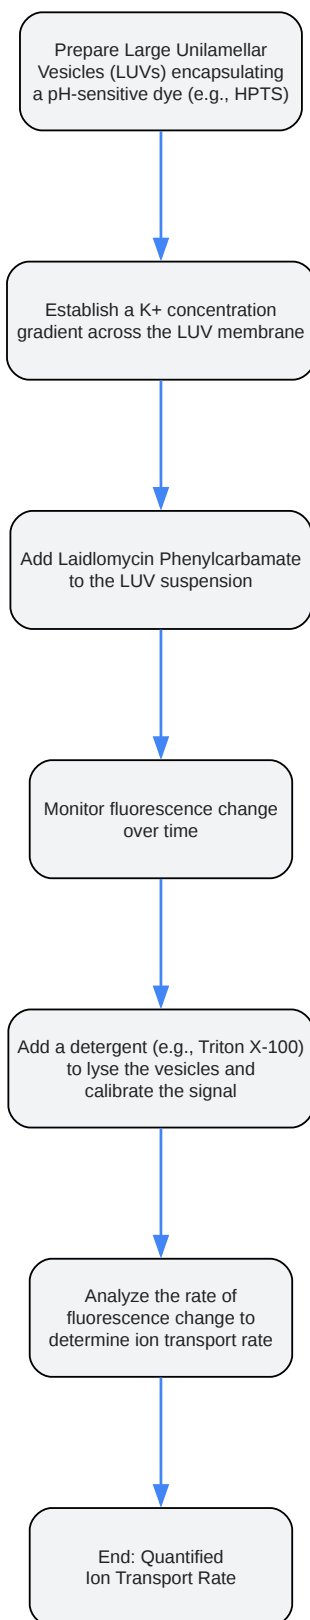 Prepare Large Unilamellar
Vesicles (LUVs) encapsulating
a pH-sensitive dye (e.g., HPTS)
Establish a K+ concentration
gradient across the LUV membrane
Add Laidlomycin Phenylcarbamate
to the LUV suspension
Monitor fluorescence change
over time
Add a detergent (e.g., Triton X-100)
to lyse the vesicles and
calibrate the signal
Analyze the rate of
fluorescence change to
determine ion transport rate
End: Quantified
Ion Transport Rate